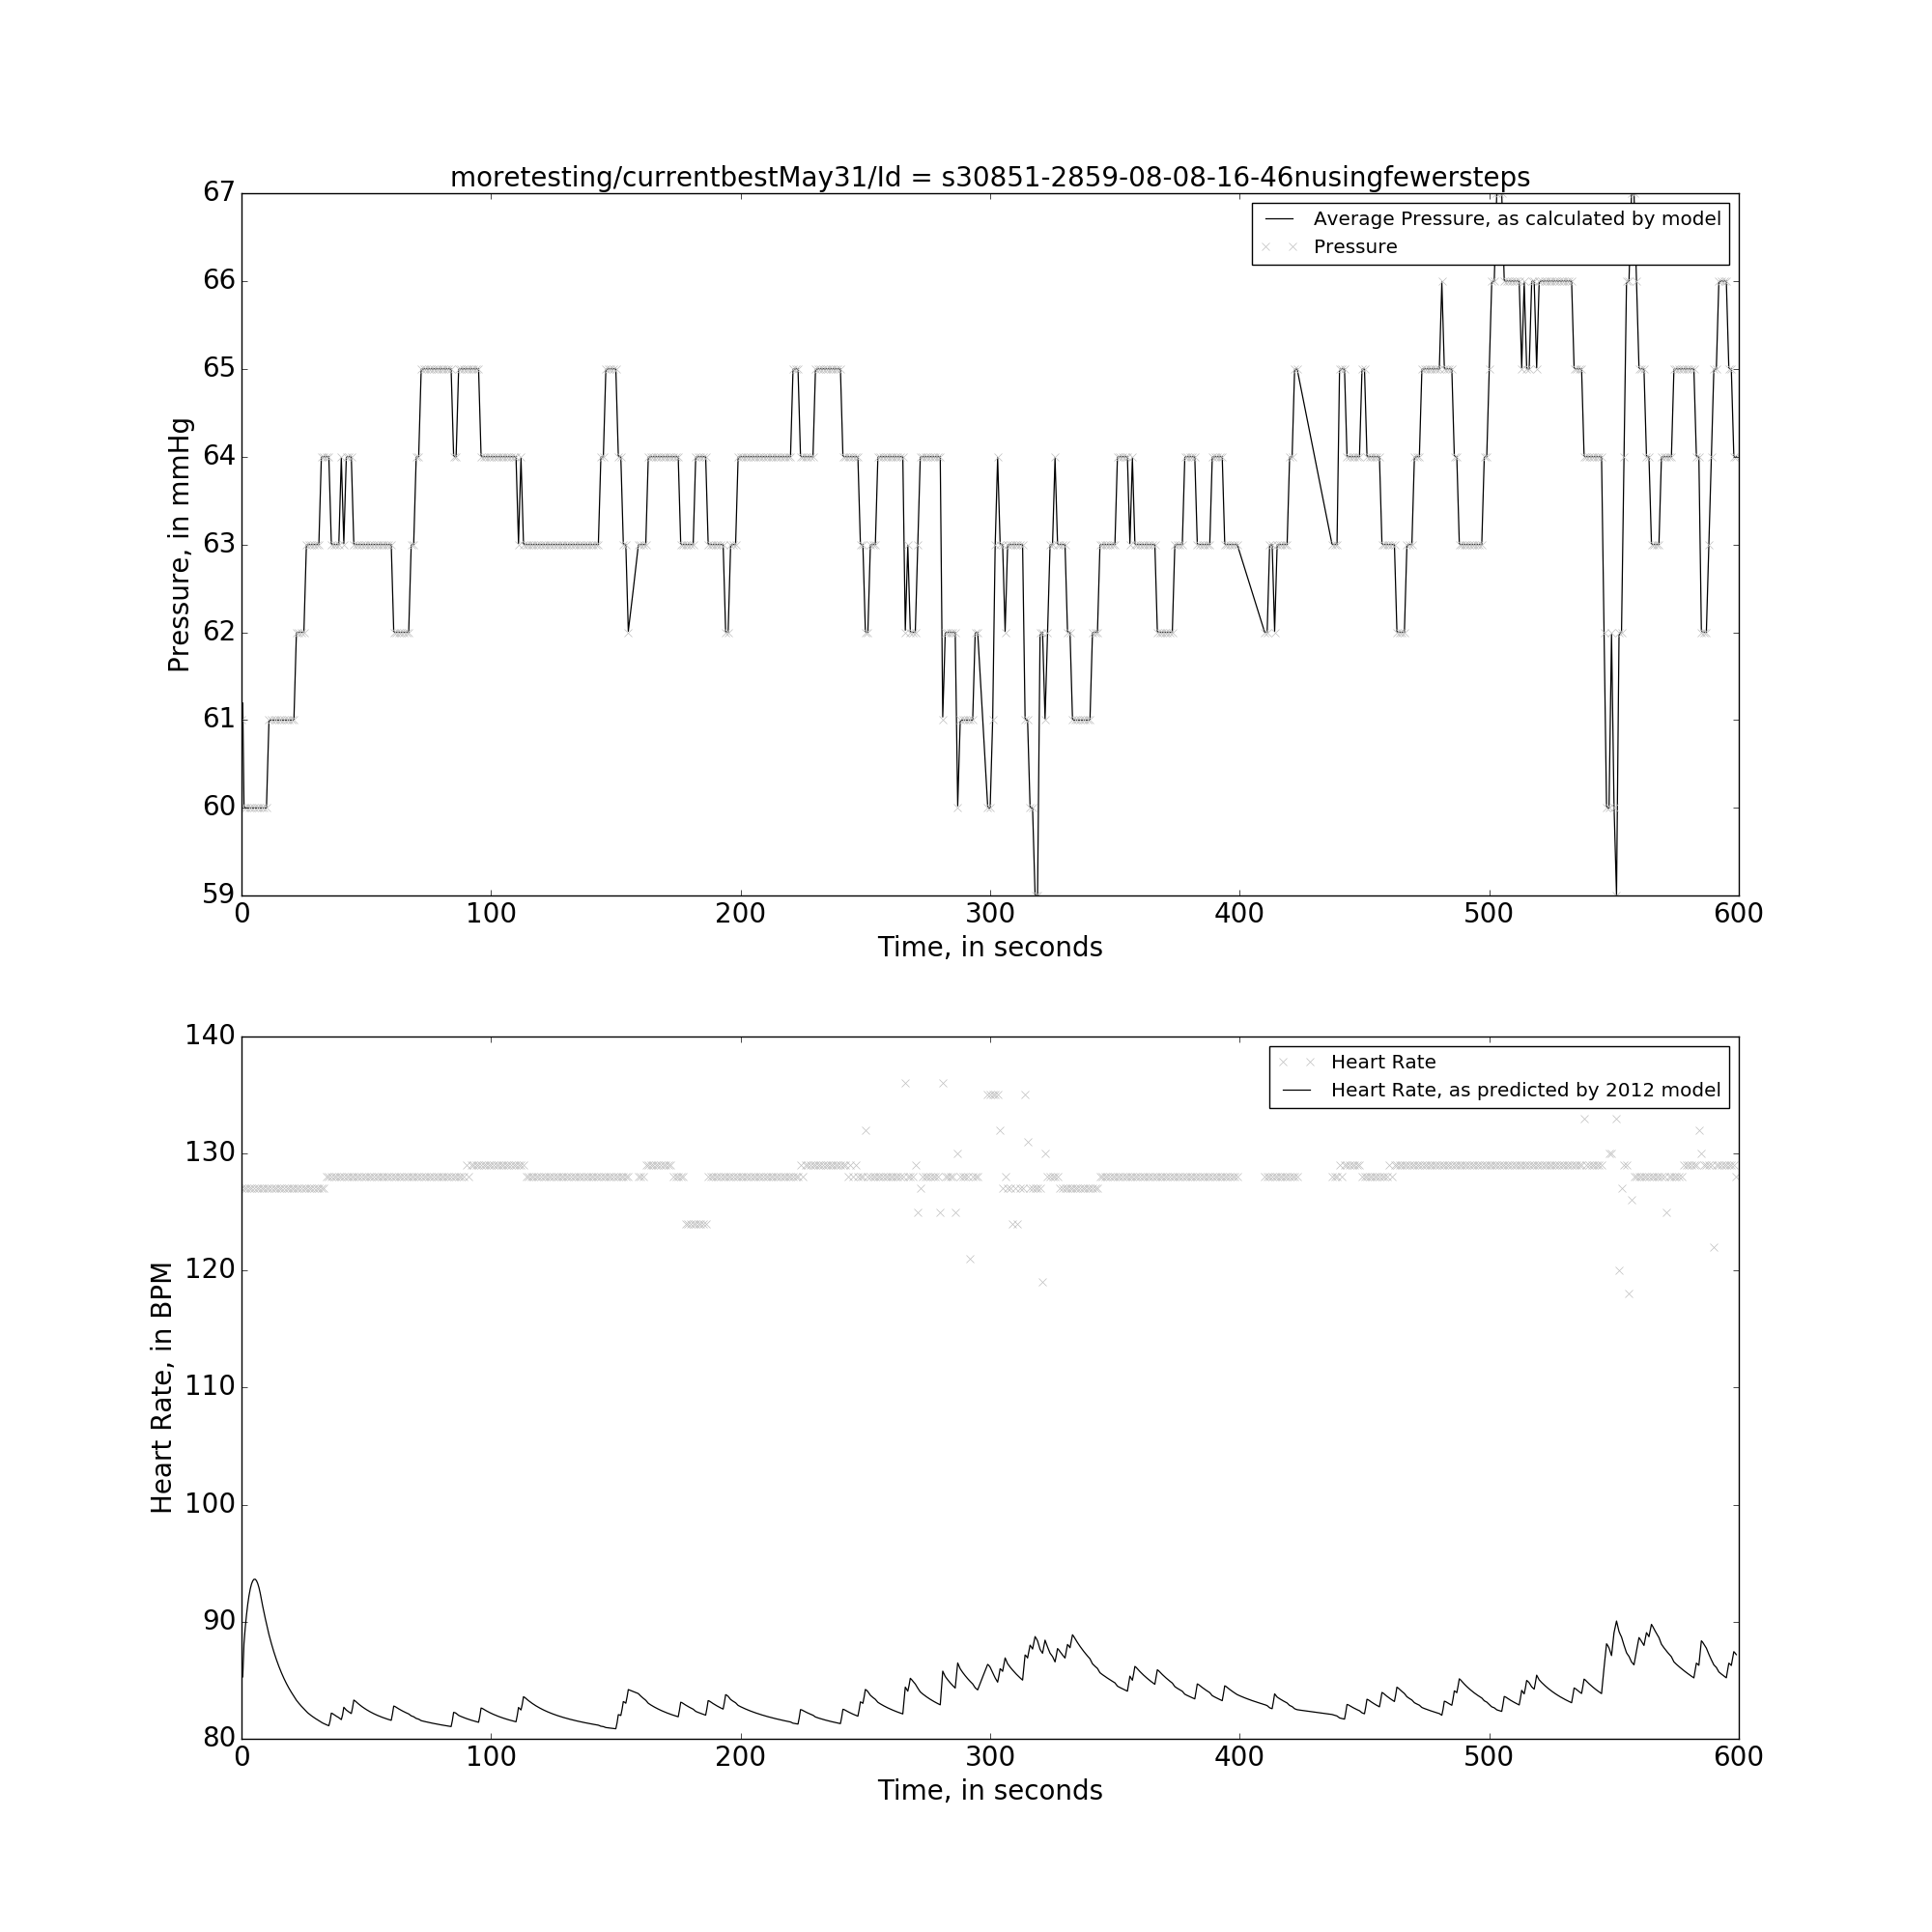 moretesting/currentbestMay31/Id = s30851-2859-08-08-16-46nusingfewersteps
67
66
65
64
63
62
61
60
59
Pressure, in mmHg
Average Pressure, as calculated by model
Pressure
0 100 200 300 400 500 600
Time, in seconds
140
130
120
110
100
90
80
Heart Rate, in BPM
Heart Rate
Heart Rate, as predicted by 2012 model
0 100 200 300 400 500 600
Time, in seconds